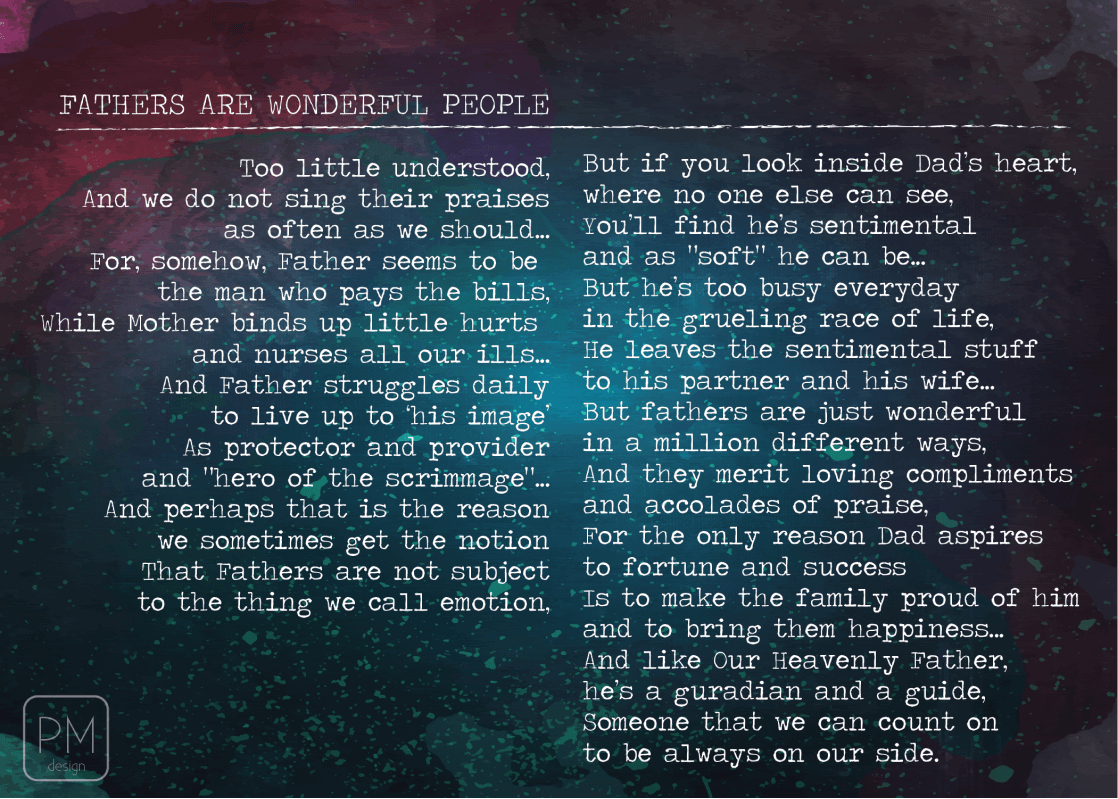 FATHERS ARE WONDERFUL PEOPLE
Too little understood,
And we do not sing their praises
as often as we should...
For, somehow, Father seems to be
the man who pays the bills,
While Mother binds up little hurts
and nurses all our ills...
And Father struggles daily
to live up to ‘his image’
As protector and provider
and "hero of the scrimmage"...
And perhaps that is the reason
we sometimes get the notion
That Fathers are not subject
to the thing we call emotion,
But if you look inside Dad's heart,
where no one else can see,
You'll find he's sentimental
and as "soft" he can be...
But he's too busy everyday
in the grueling race of life,
He leaves the sentimental stuff
to his partner and his wife...
But fathers are just wonderful
in a million different ways,
And they merit loving compliments
and accolades of praise,
For the only reason Dad aspires
to fortune and success
Is to make the family proud of him
and to bring them happiness...
And like Our Heavenly Father,
he's a guradian and a guide,
Someone that we can count on
to be always on our side.
PM
design